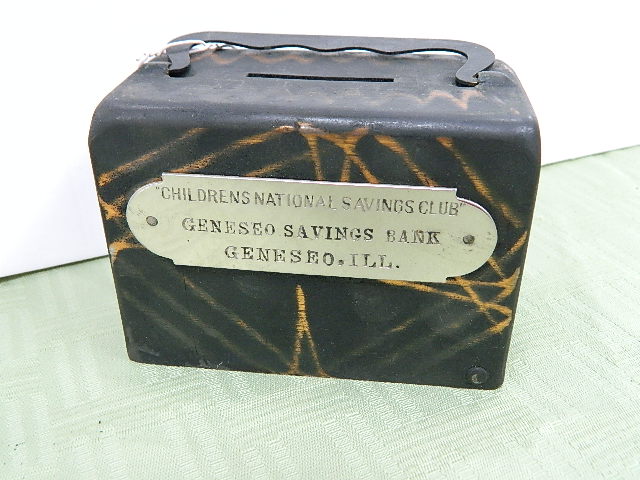 "CHILDRENS NATIONAL SAVINGS CLUB"
GENESEO SAVINGS BANK
GENESEO. ILL.